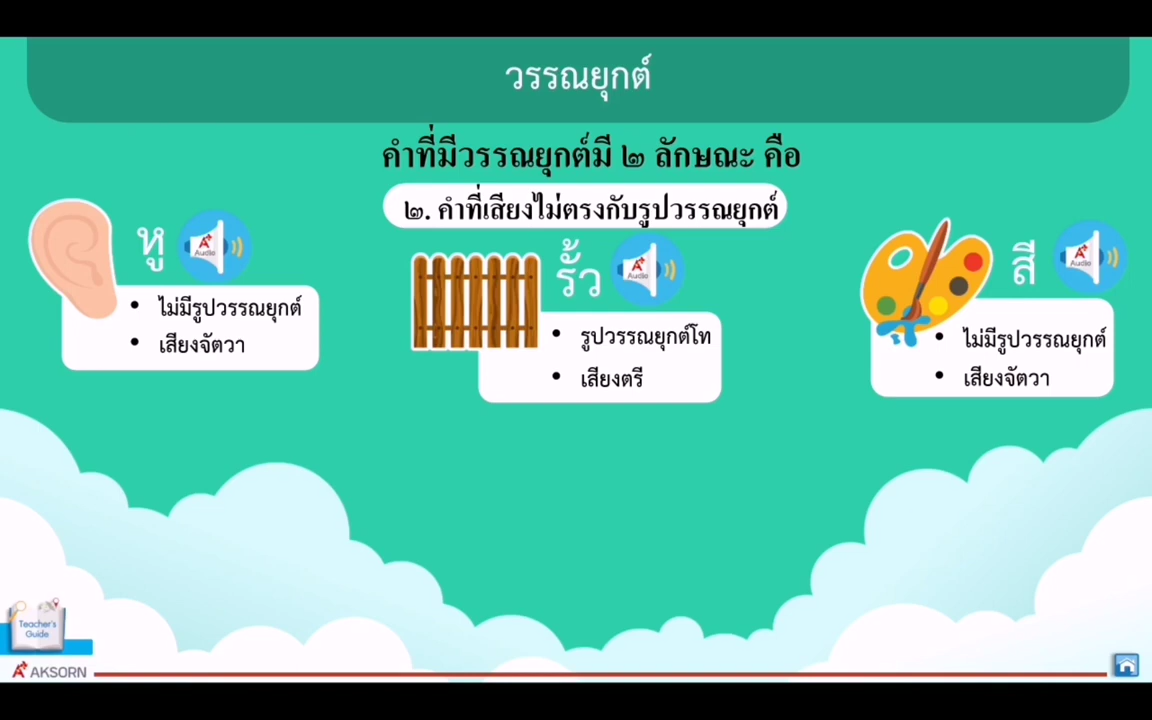 วรรณยุกต์
คำที่มีวรรณยุกต์มี ๒ ลักษณะ คือ
๒. คำที่เสียงไม่ตรงกับรูปวรรณยุกต์
หู
A+
Audio
• ไม่มีรูปวรรณยุกต์
• เสียงจัตวา
รั้ว
A+
Audio
• รูปวรรณยุกต์โท
• เสียงตรี
สี
A+
Audio
• ไม่มีรูปวรรณยุกต์
• เสียงจัตวา
Teacher's
Guide
A+ AKSORN